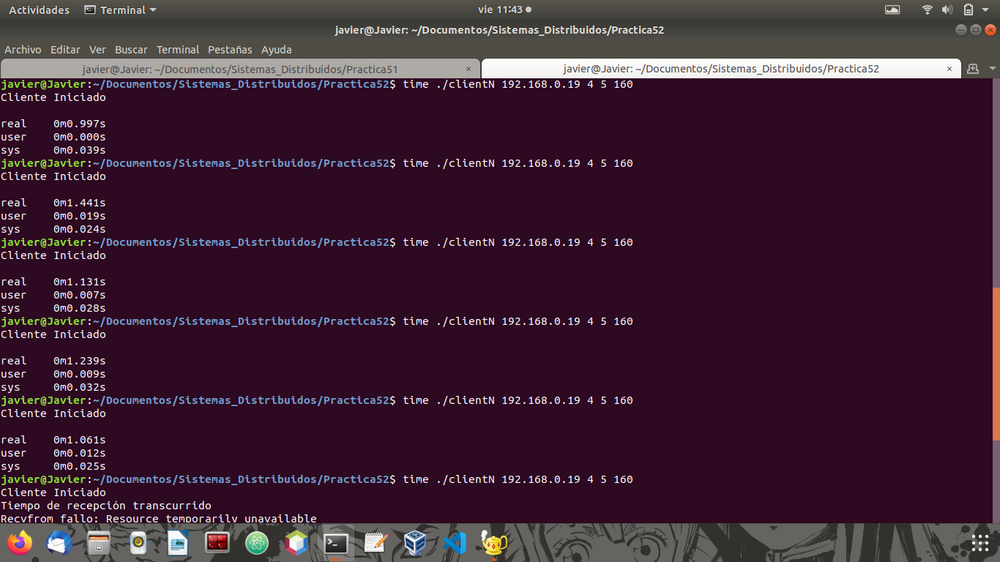 Actividades Terminal vie 11:43
javier@Javier: ~/Documentos/Sistemas_Distribuidos/Practica52
Archivo Editar Ver Buscar Terminal Pestañas Ayuda
javier@Javier: ~/Documentos/Sistemas_Distribuidos/Practica51 × javier@Javier: ~/Documentos/Sistemas_Distribuidos/Practica52 ×
javier@Javier:~/Documentos/Sistemas_Distribuidos/Practica52$ time ./clientN 192.168.0.19 4 5 160
Cliente Iniciado
real 0m0.997s
user 0m0.000s
sys 0m0.039s
javier@Javier:~/Documentos/Sistemas_Distribuidos/Practica52$ time ./clientN 192.168.0.19 4 5 160
Cliente Iniciado
real 0m1.441s
user 0m0.019s
sys 0m0.024s
javier@Javier:~/Documentos/Sistemas_Distribuidos/Practica52$ time ./clientN 192.168.0.19 4 5 160
Cliente Iniciado
real 0m1.131s
user 0m0.007s
sys 0m0.028s
javier@Javier:~/Documentos/Sistemas_Distribuidos/Practica52$ time ./clientN 192.168.0.19 4 5 160
Cliente Iniciado
real 0m1.239s
user 0m0.009s
sys 0m0.032s
javier@Javier:~/Documentos/Sistemas_Distribuidos/Practica52$ time ./clientN 192.168.0.19 4 5 160
Cliente Iniciado
real 0m1.061s
user 0m0.012s
sys 0m0.025s
javier@Javier:~/Documentos/Sistemas_Distribuidos/Practica52$ time ./clientN 192.168.0.19 4 5 160
Cliente Iniciado
Tiempo de recepción transcurrido
Recvfrom fallo: Resource temporarily unavailable